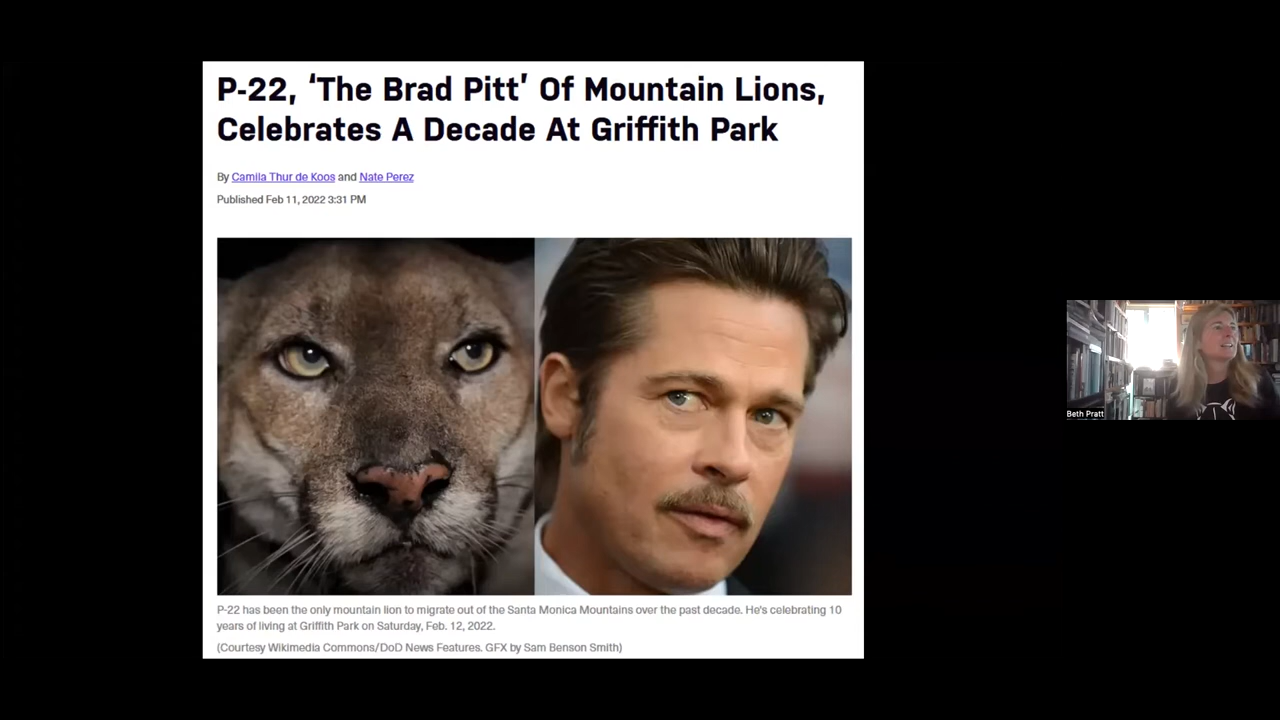 P-22, ‘The Brad Pitt’ Of Mountain Lions,
Celebrates A Decade At Griffith Park
By Camila Thur de Koos and Nate Perez
Published Feb 11, 2022 3:31 PM
P-22 has been the only mountain lion to migrate out of the Santa Monica Mountains over the past decade. He's celebrating 10
years of living at Griffith Park on Saturday, Feb. 12, 2022.
(Courtesy Wikimedia Commons/DoD News Features. GFX by Sam Benson Smith)
Beth Pratt